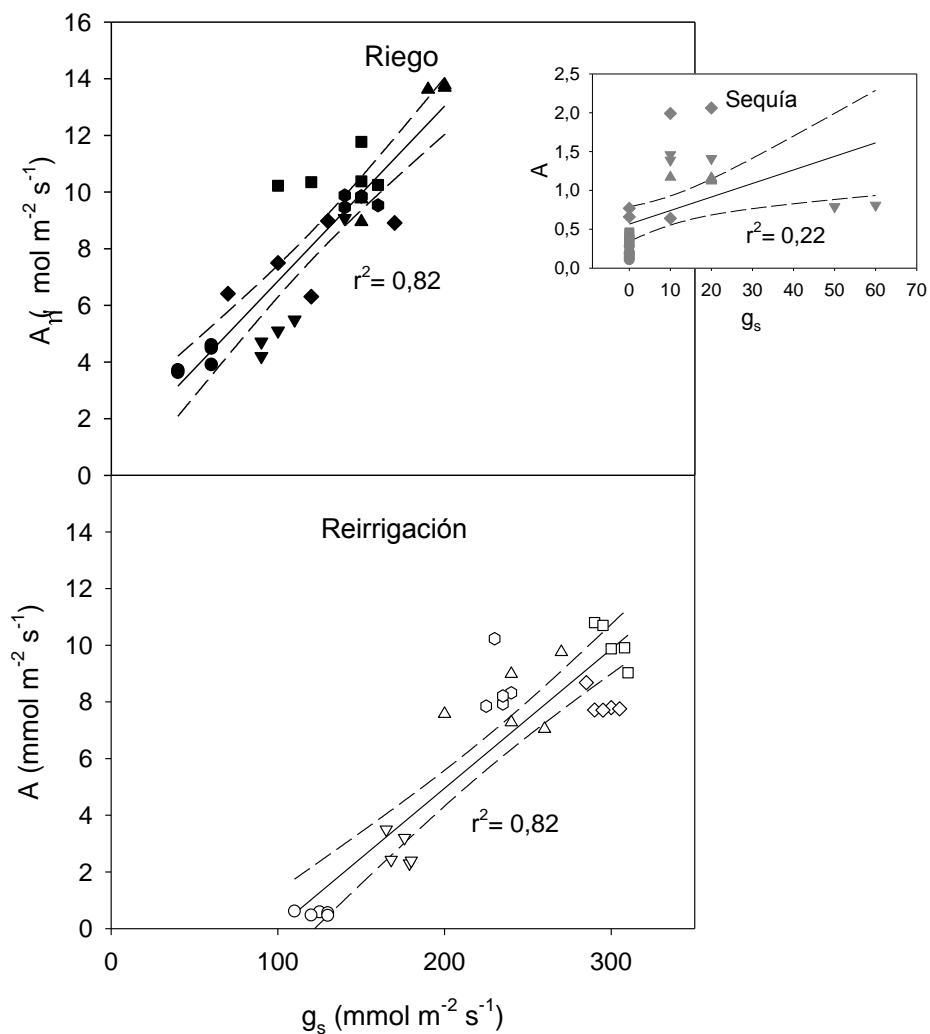 16
14
12
10
8
6
4
2
0
Riego
r²= 0,82
mol m⁻² s⁻¹)
2,5
2,0
1,5
1,0
0,5
0,0
A
Sequía
r²= 0,22
0 10 20 30 40 50 60 70
gₛ
14
12
10
8
6
4
2
0
A (mmol m⁻² s⁻¹)
Reirrigación
r²= 0,82
0 100 200 300
gₛ (mmol m⁻² s⁻¹)